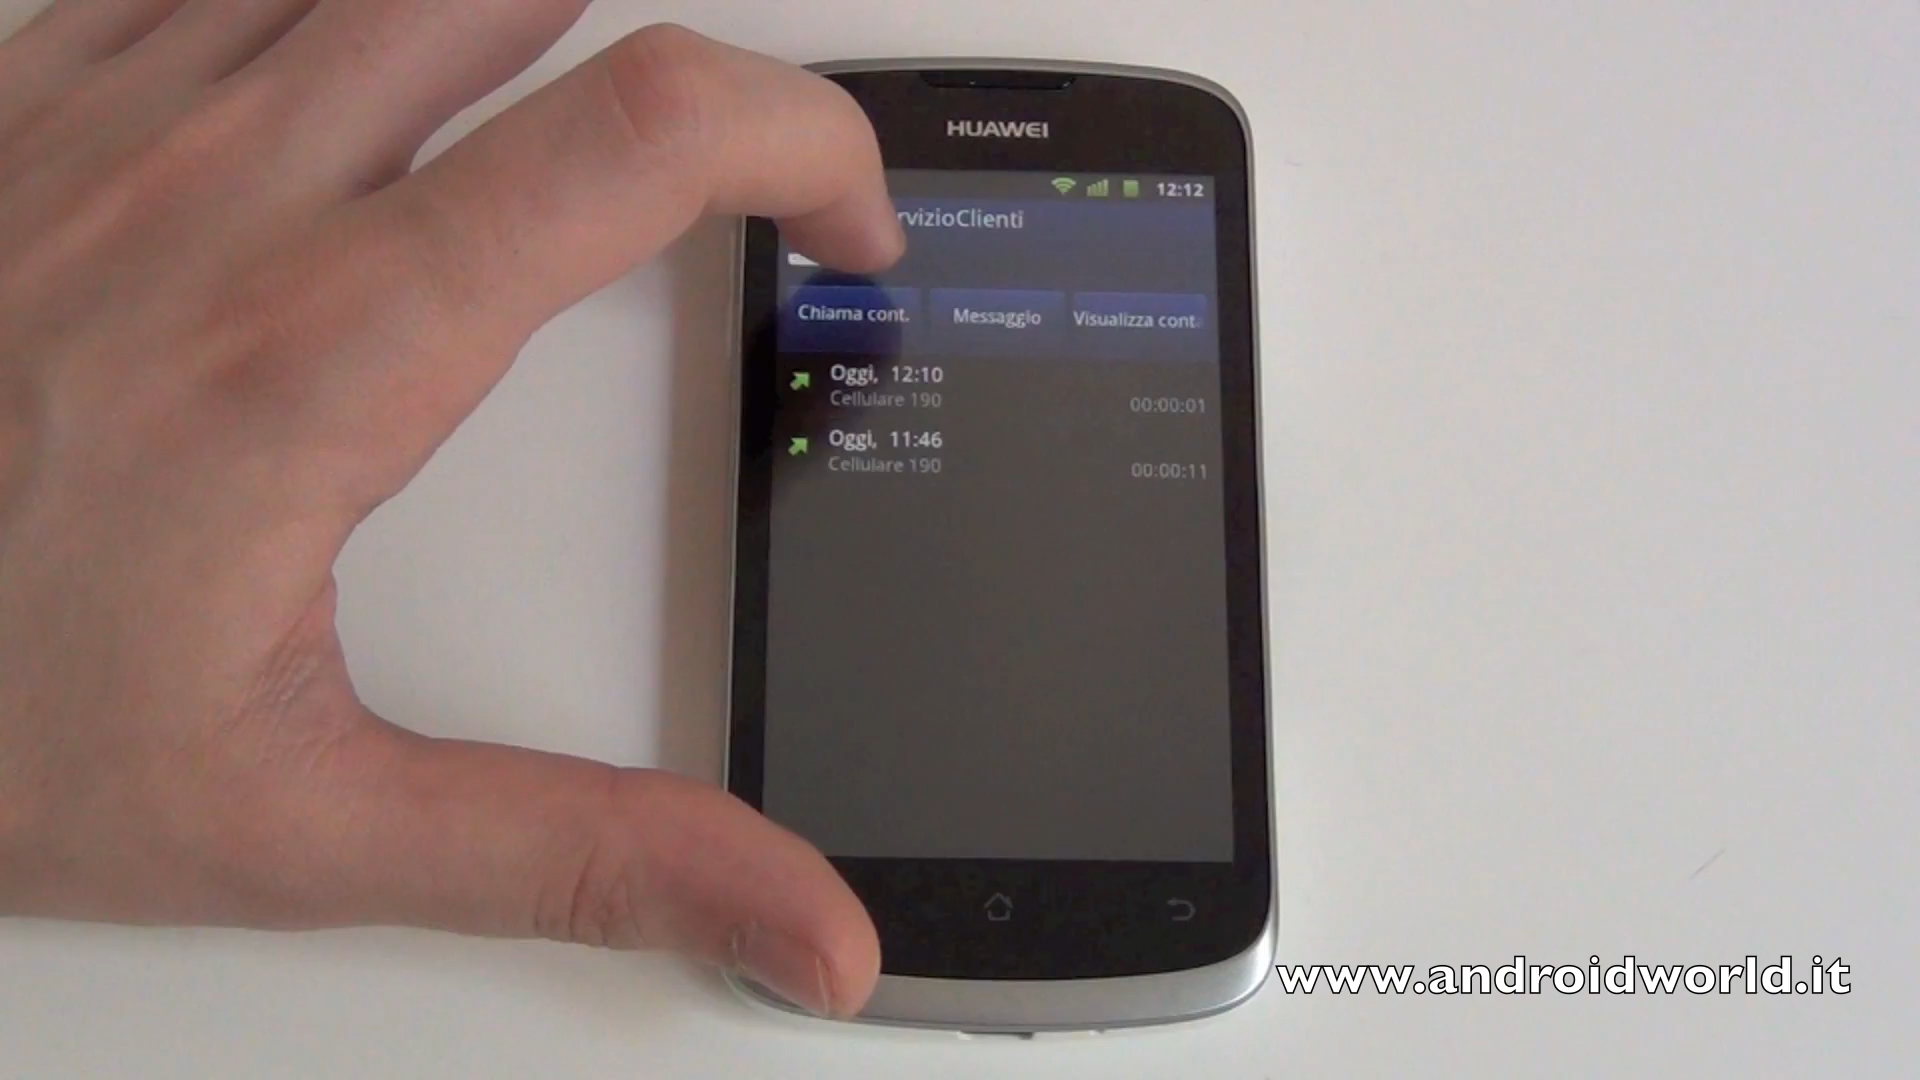 HUAWEI
12:12
rvizioClienti
Chiama cont.
Messaggio
Visualizza conta
Oggi, 12:10
Cellulare 190
00:00:01
Oggi, 11:46
Cellulare 190
00:00:11
www.androidworld.it